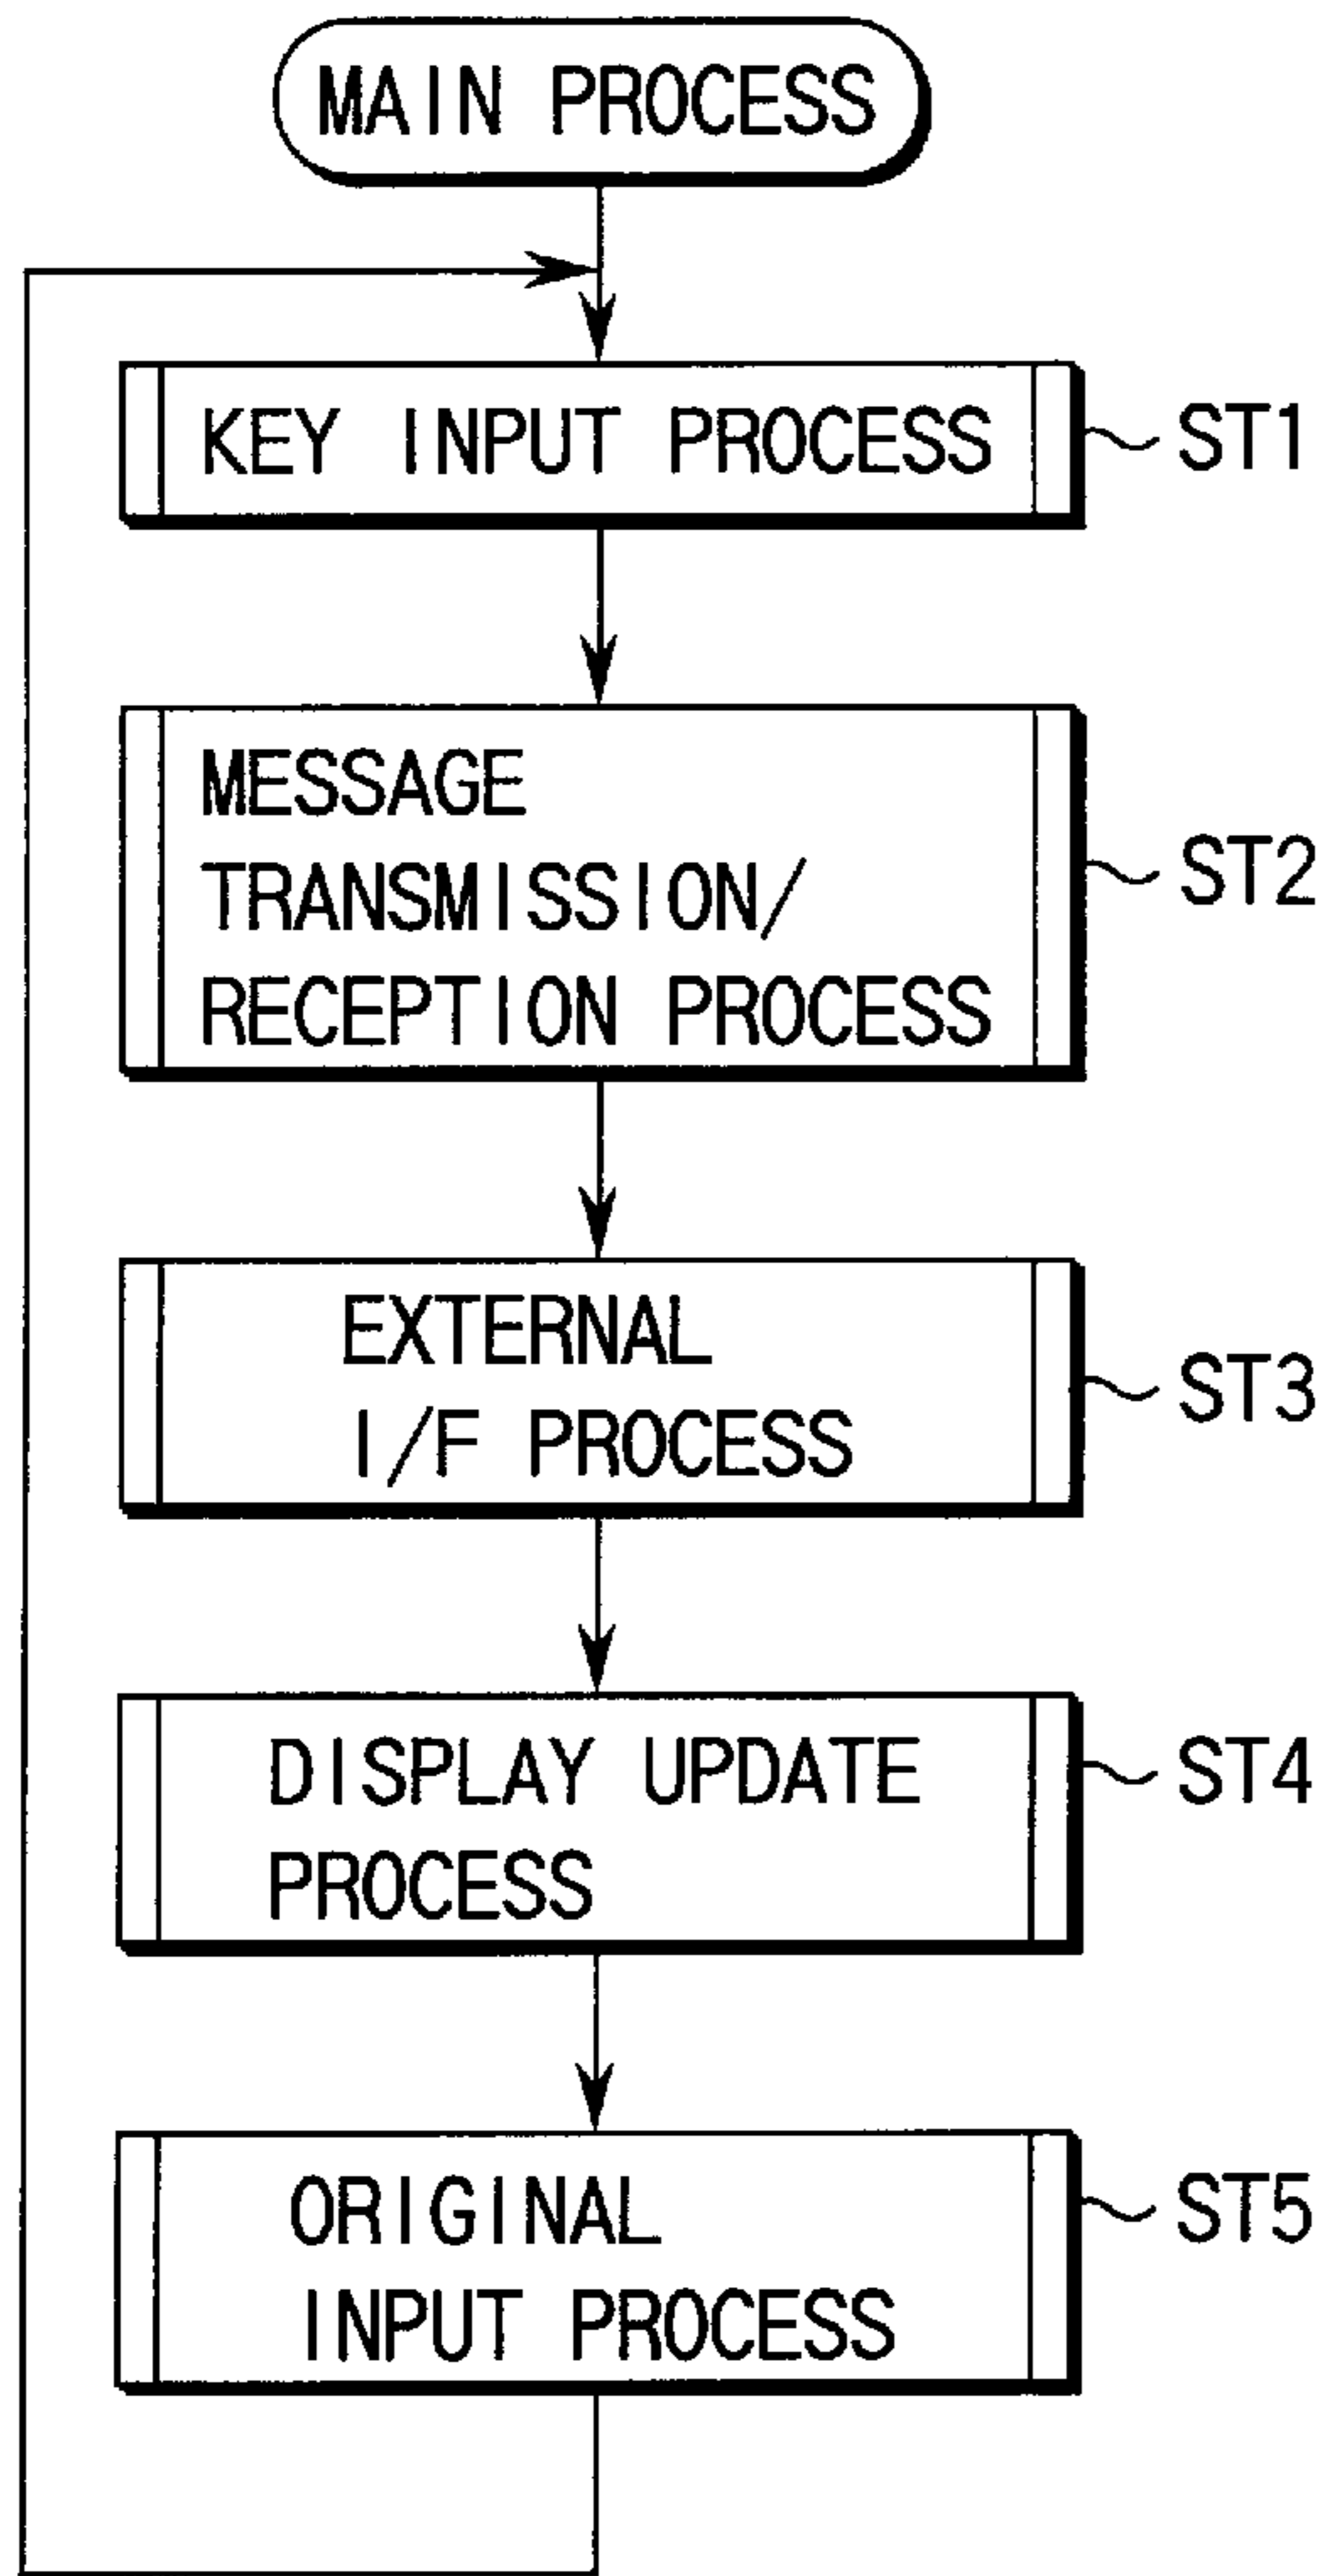 MAIN PROCESS
KEY INPUT PROCESS
ST1
MESSAGE
TRANSMISSION/
RECEPTION PROCESS
ST2
EXTERNAL
I/F PROCESS
ST3
DISPLAY UPDATE
PROCESS
ST4
ORIGINAL
INPUT PROCESS
ST5